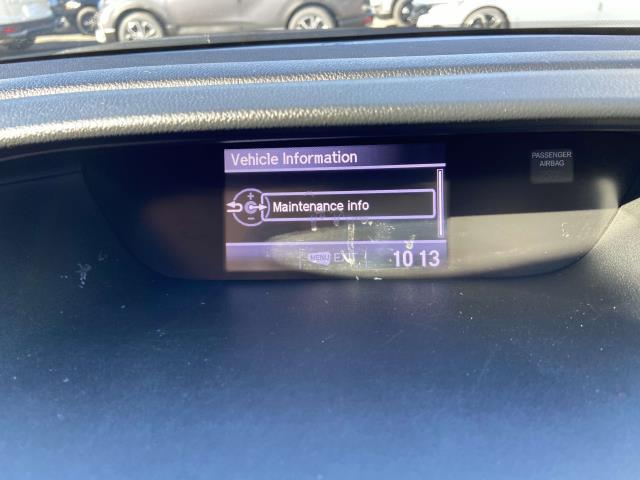 Vehicle Information
PASSENGER
AIRBAG
+
Maintenance info
-
MENU
10 13